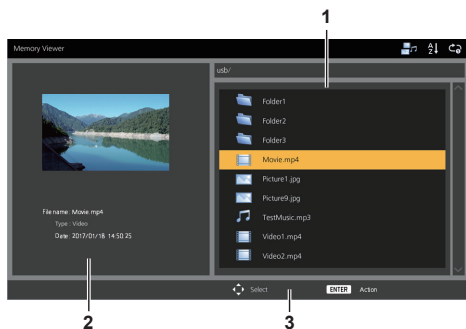 1
Memory Viewer
usb/
Folder1
Folder2
Folder3
Movie.mp4
Picture1.jpg
Picture9.jpg
TestMusic.mp3
Video1.mp4
Video2.mp4
File name : Movie.mp4
Type : Video
Date : 2017/01/18 14:50:25
Select ENTER Action
2 3